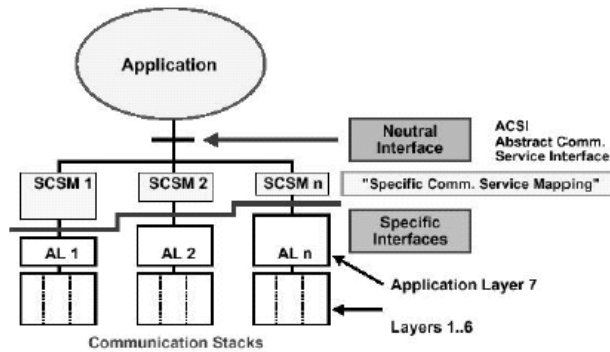 Application
Neutral
Interface
ACSI
Abstract Comm.
Service Interface
SCSM 1
SCSM 2
SCSM n
"Specific Comm. Service Mapping"
Specific
Interfaces
AL 1
AL 2
AL n
Application Layer 7
Layers 1..6
Communication Stacks